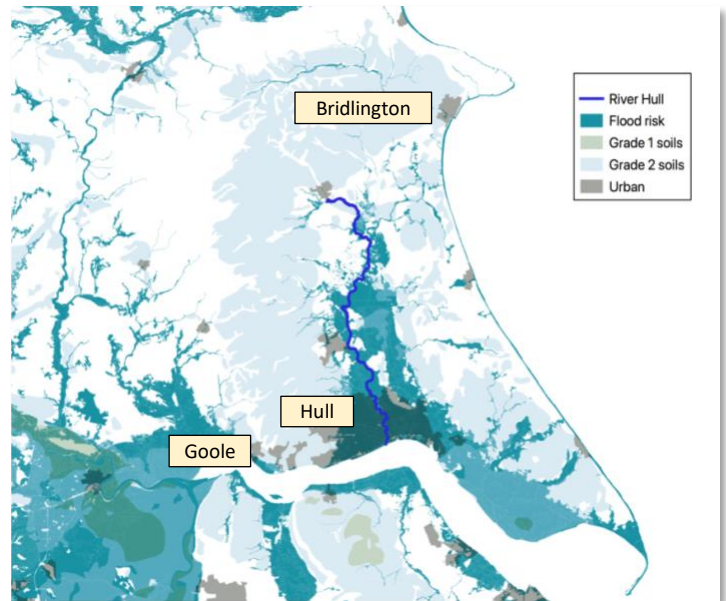 Bridlington
River Hull
Flood risk
Grade 1 soils
Grade 2 soils
Urban
Hull
Goole